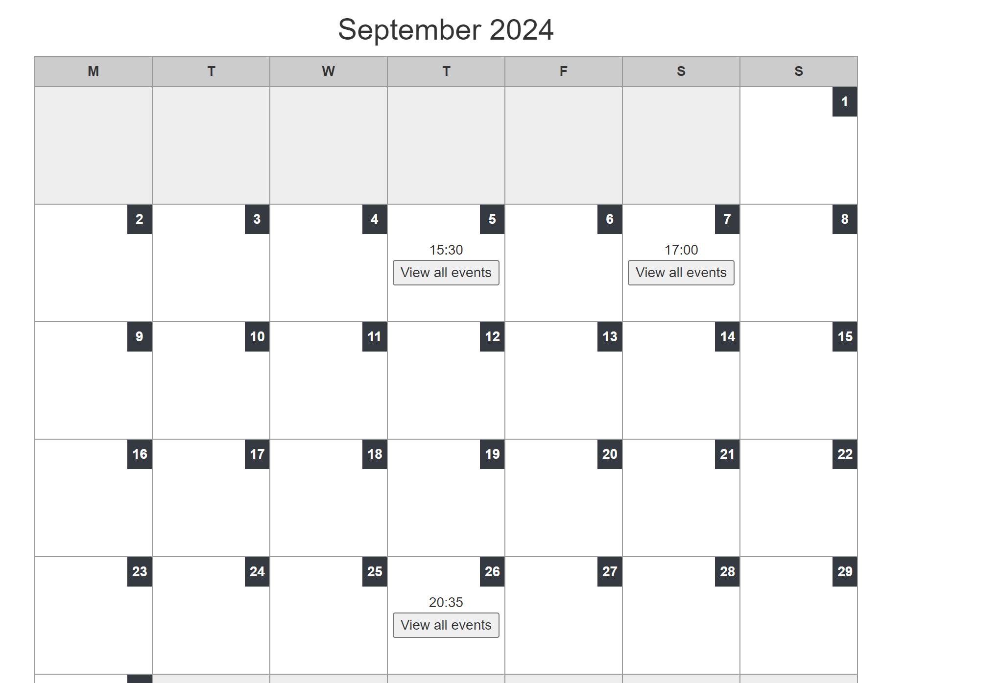 September 2024
M T W T F S S
1
2 3 4 5 6 7 8
15:30 17:00
View all events View all events
9 10 11 12 13 14 15
16 17 18 19 20 21 22
23 24 25 26 27 28 29
20:35
View all events